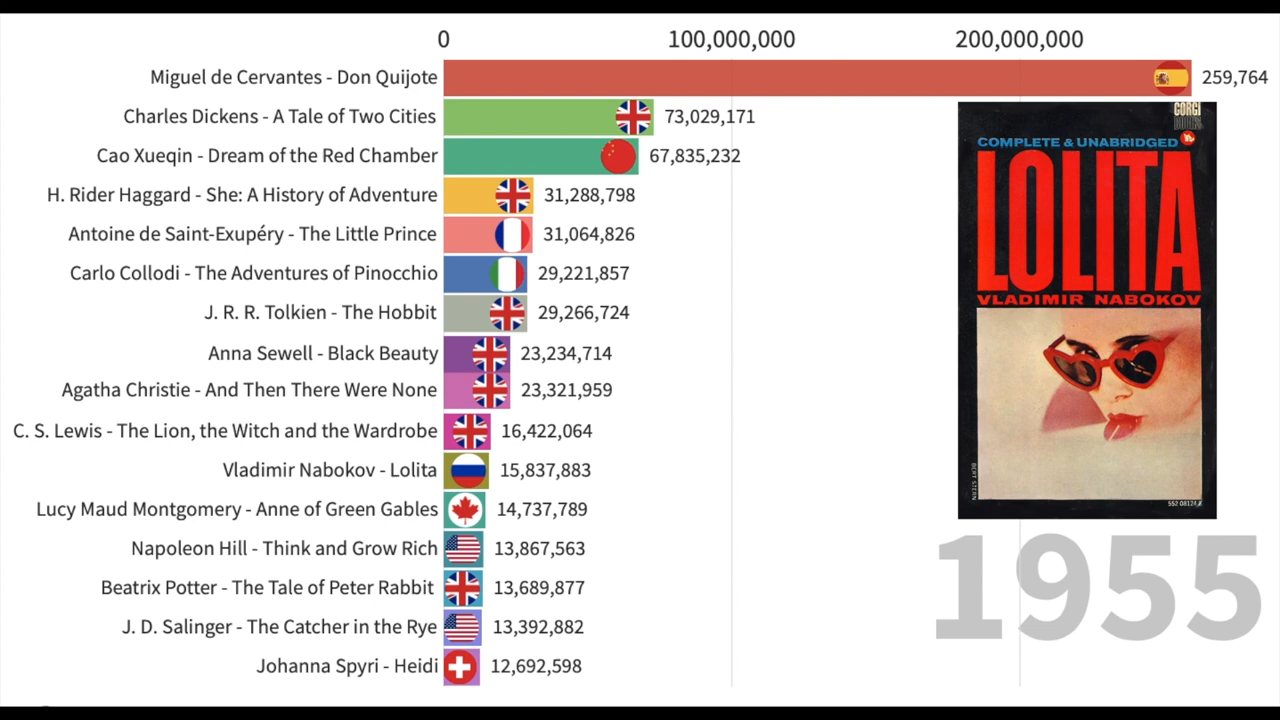 0 100,000,000 200,000,000
Miguel de Cervantes - Don Quijote 259,764
Charles Dickens - A Tale of Two Cities 73,029,171
Cao Xueqin - Dream of the Red Chamber 67,835,232
H. Rider Haggard - She: A History of Adventure 31,288,798
Antoine de Saint-Exupéry - The Little Prince 31,064,826
Carlo Collodi - The Adventures of Pinocchio 29,221,857
J. R. R. Tolkien - The Hobbit 29,266,724
Anna Sewell - Black Beauty 23,234,714
Agatha Christie - And Then There Were None 23,321,959
C. S. Lewis - The Lion, the Witch and the Wardrobe 16,422,064
Vladimir Nabokov - Lolita 15,837,883
Lucy Maud Montgomery - Anne of Green Gables 14,737,789
Napoleon Hill - Think and Grow Rich 13,867,563
Beatrix Potter - The Tale of Peter Rabbit 13,689,877
J. D. Salinger - The Catcher in the Rye 13,392,882
Johanna Spyri - Heidi 12,692,598
CORGI
BOOKS
COMPLETE & UNABRIDGED
LOLITA
VLADIMIR NABOKOV
BERT STERN
1955